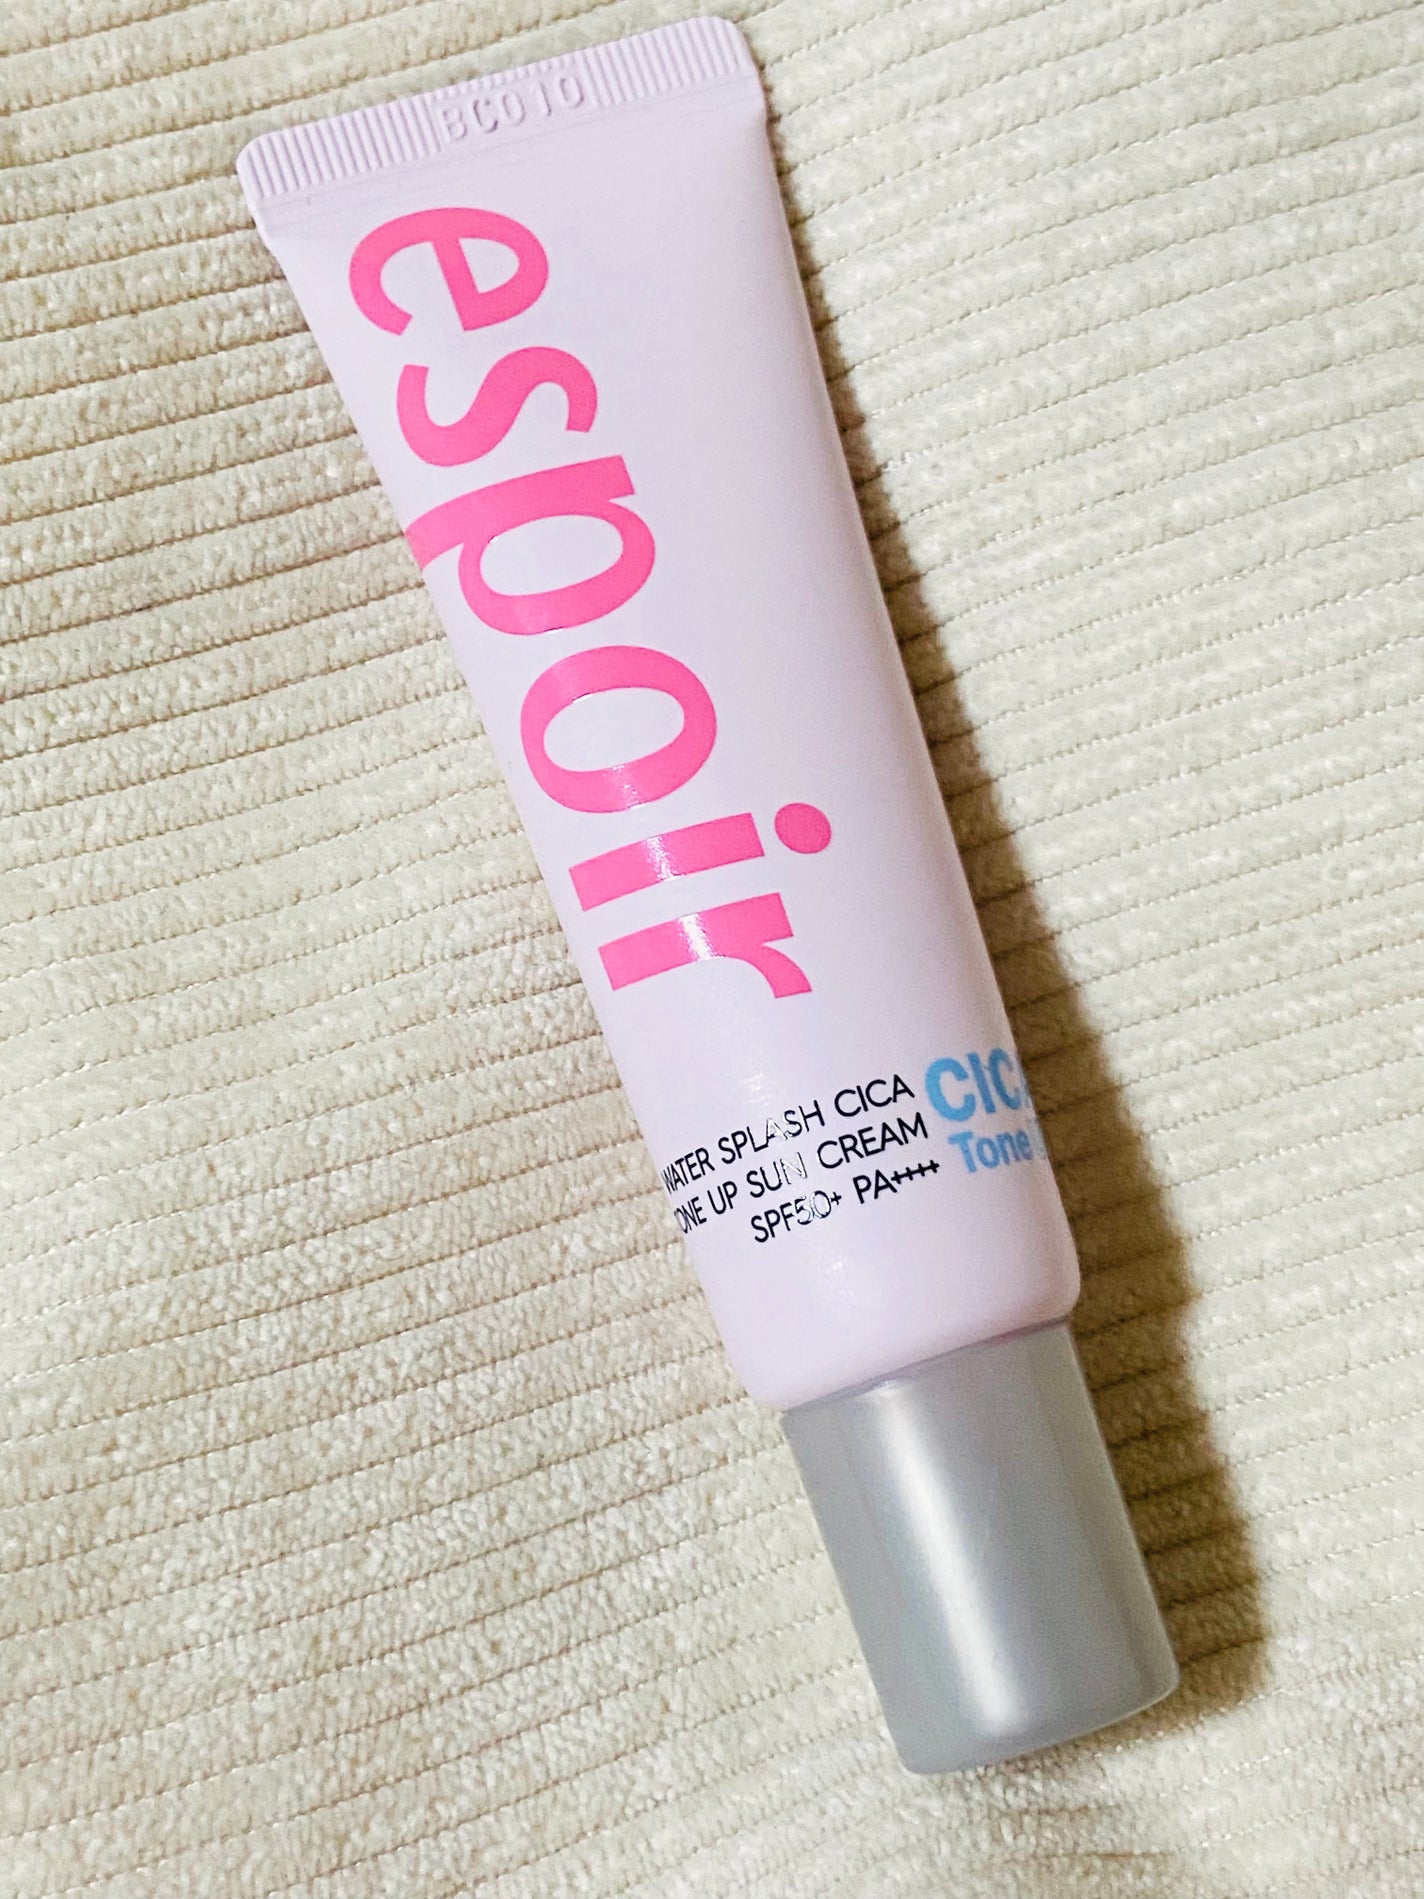 BC010
espoir
WATER SPLASH CICA
TONE UP SUN CREAM
SPF50+ PA++++
CICA
Tone